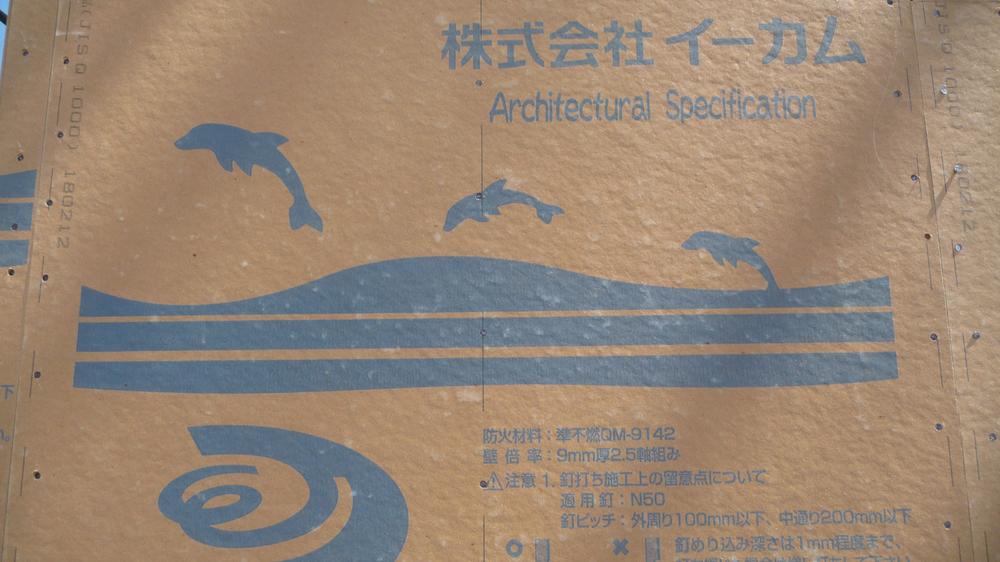 株式会社 イーカム
Architectural Specification
180212
防火材料：準不燃QM-9142
壁 倍 率：9mm厚2.5軸組み
⚠注意 1. 釘打ち施工上の留意点について
適 用 釘：N50
釘ピッチ：外周り100mm以下、中通り200mm以下
釘めり込み深さは1mm程度まで、